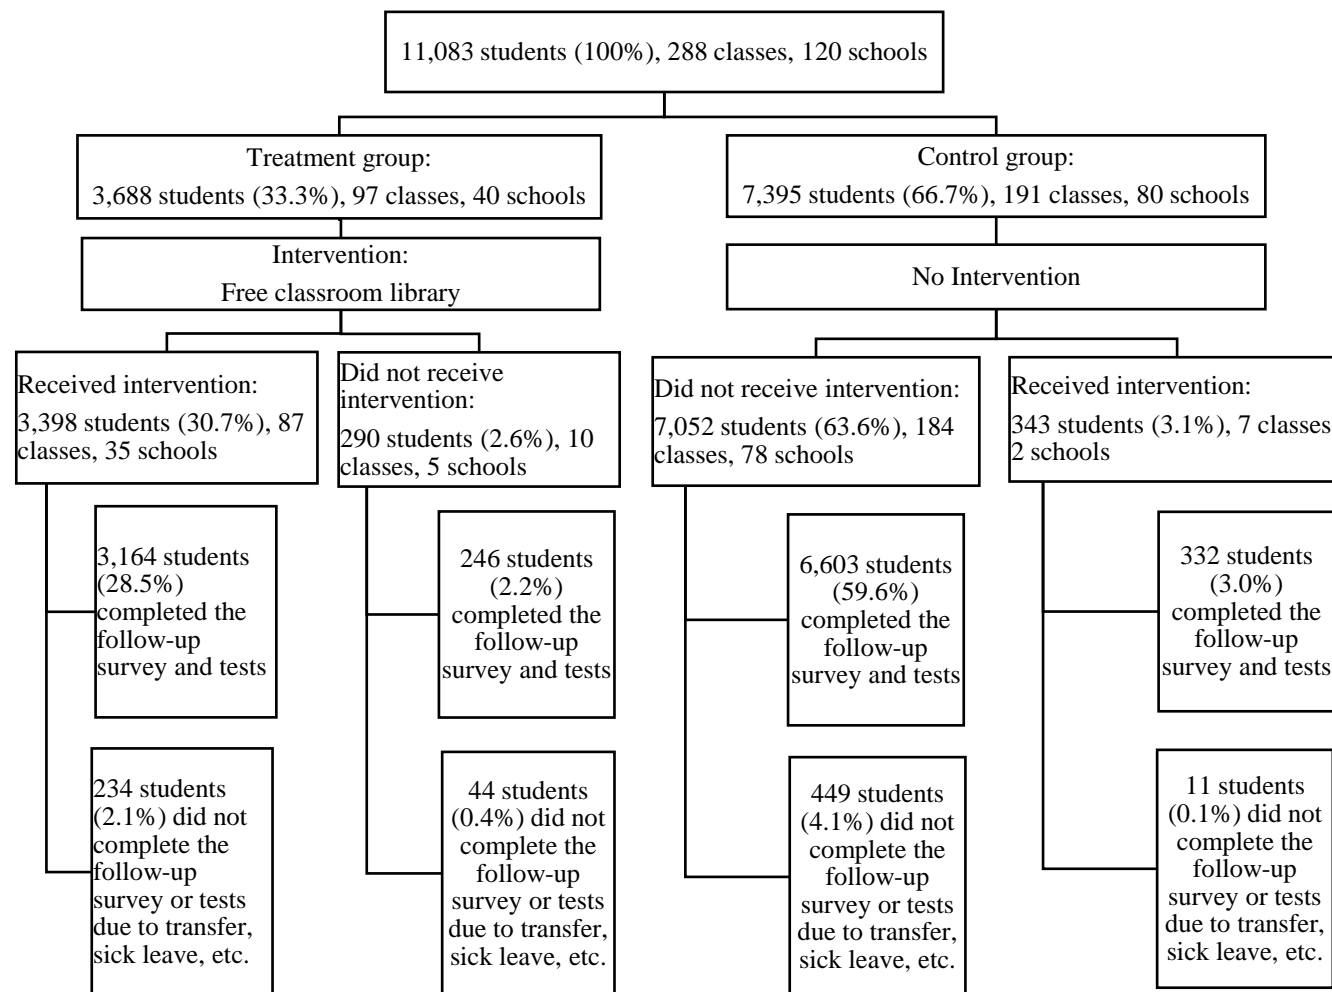 11,083 students (100%), 288 classes, 120 schools
Treatment group:
3,688 students (33.3%), 97 classes, 40 schools
Control group:
7,395 students (66.7%), 191 classes, 80 schools
Intervention:
Free classroom library
No Intervention
Received intervention:
3,398 students (30.7%), 87
classes, 35 schools
Did not receive
intervention:
290 students (2.6%), 10
classes, 5 schools
Did not receive intervention:
7,052 students (63.6%), 184
classes, 78 schools
Received intervention:
343 students (3.1%), 7 classes
2 schools
3,164 students
(28.5%)
completed the
follow-up
survey and tests
246 students
(2.2%)
completed the
follow-up
survey and tests
6,603 students
(59.6%)
completed the
follow-up
survey and tests
332 students
(3.0%)
completed the
follow-up
survey and tests
234 students
(2.1%) did not
complete the
follow-up
survey or tests
due to transfer,
sick leave, etc.
44 students
(0.4%) did not
complete the
follow-up
survey or tests
due to transfer,
sick leave, etc.
449 students
(4.1%) did not
complete the
follow-up
survey or tests
due to transfer,
sick leave, etc.
11 students
(0.1%) did not
complete the
follow-up
survey or tests
due to transfer,
sick leave, etc.